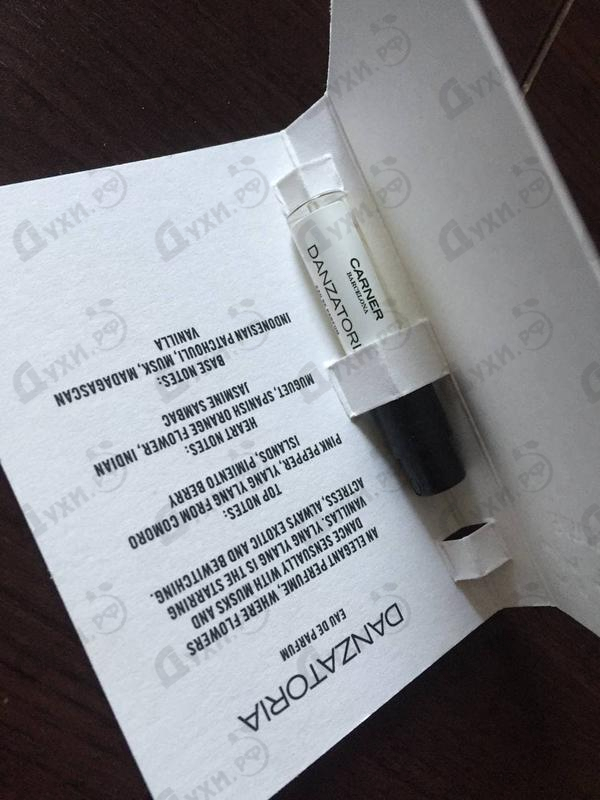 DANZATORIA
EAU DE PARFUM
AN ELEGANT PERFUME, WHERE FLOWERS
DANCE SENSUALLY WITH MUSKS AND
VANILLAS. YLANG YLANG IS THE STARRING
ACTRESS, ALWAYS EXOTIC AND BEWITCHING.
TOP NOTES:
PINK PEPPER, YLANG YLANG FROM COMORO
ISLANDS, PIMIENTO BERRY
HEART NOTES:
MUGUET, SPANISH ORANGE FLOWER, INDIAN
JASMINE SAMBAC
BASE NOTES:
INDONESIAN PATCHOULI, MUSK, MADAGASCAN
VANILLA
CARNER
BARCELONA
DANZATORI
Духи.рф